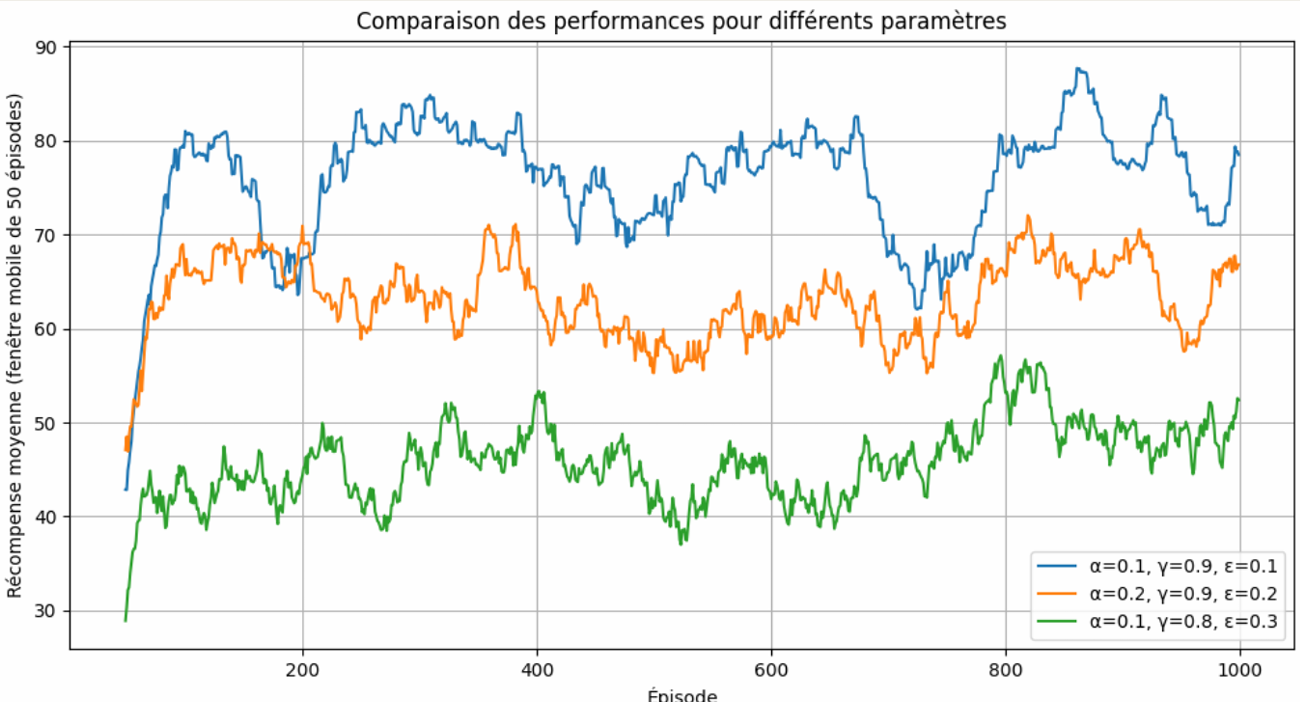 Comparaison des performances pour différents paramètres
Récompense moyenne (fenêtre mobile de 50 épisodes)
90
80
70
60
50
40
30
α=0.1, γ=0.9, ε=0.1
α=0.2, γ=0.9, ε=0.2
α=0.1, γ=0.8, ε=0.3
200
400
600
800
1000
Épisode